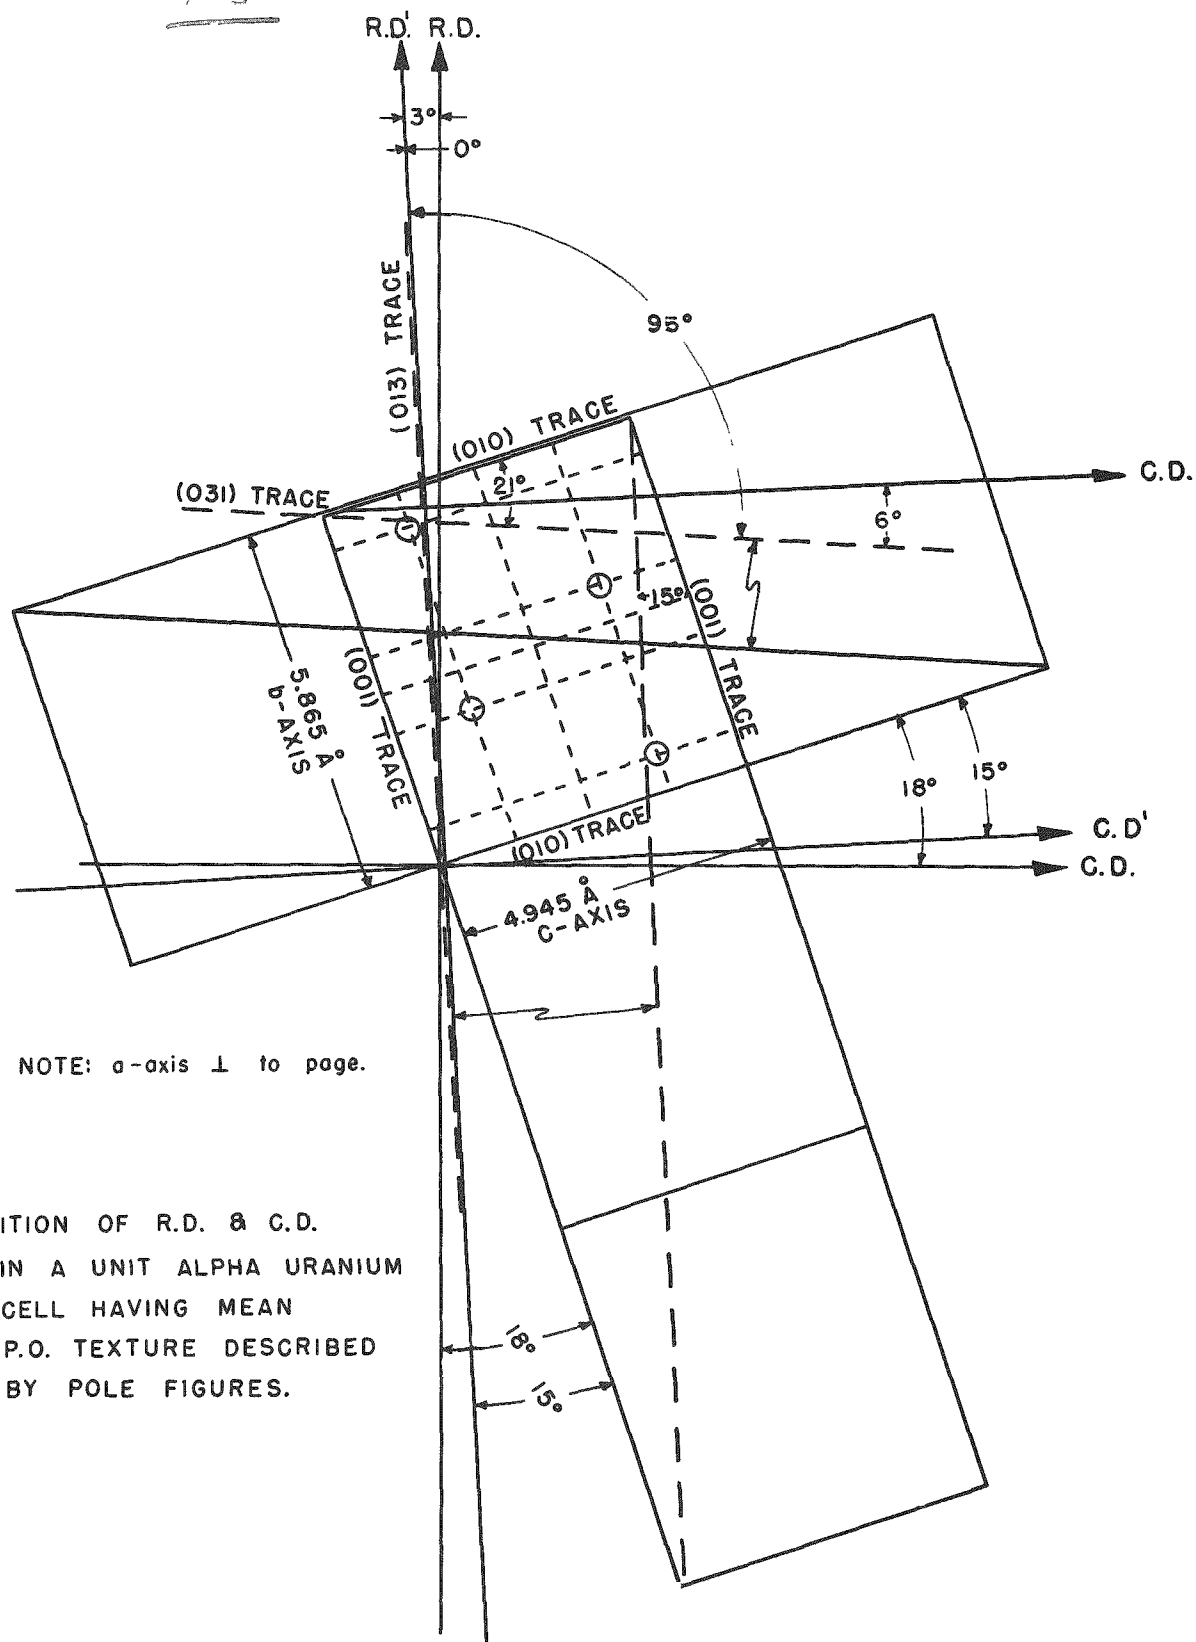 R.D.' R.D.
3°
0°
(013) TRACE
95°
(010) TRACE
(031) TRACE
21°
C.D.
6°
15°
(001) TRACE
(001) TRACE
5.865 Å
b-AXIS
18°
15°
C.D'
C.D.
(010) TRACE
4.945 Å
C-AXIS
NOTE: a-axis ⊥ to page.
ITION OF R.D. & C.D.
IN A UNIT ALPHA URANIUM
CELL HAVING MEAN
P.O. TEXTURE DESCRIBED
BY POLE FIGURES.
18°
15°